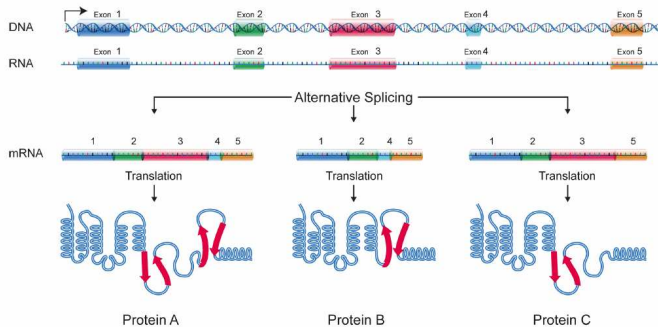 DNA Exon 1 Exon 2 Exon 3 Exon 4 Exon 5
RNA Exon 1 Exon 2 Exon 3 Exon 4 Exon 5
Alternative Splicing
mRNA 1 2 3 4 5 1 2 4 5 1 2 3 5
Translation Translation Translation
Protein A Protein B Protein C